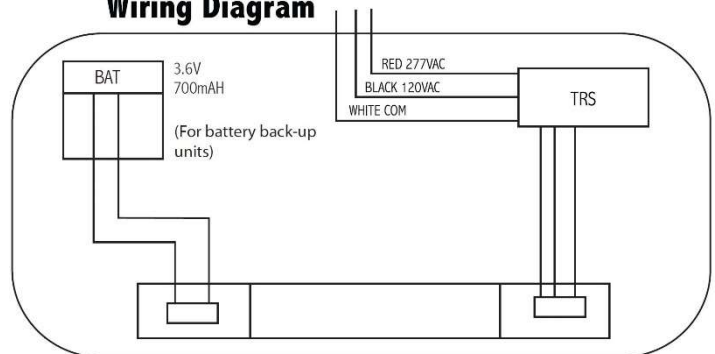 Wiring Diagram
BAT
3.6V
700mAH
(For battery back-up
units)
RED 277VAC
BLACK 120VAC
WHITE COM
TRS